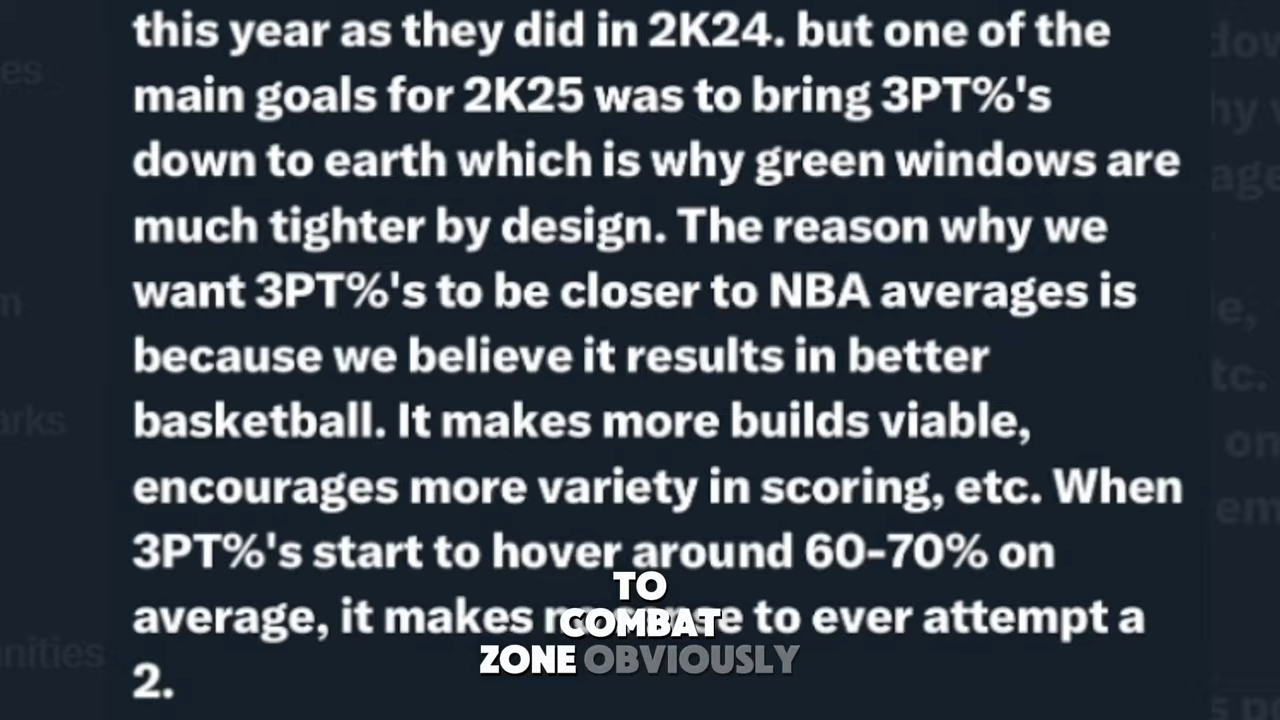 this year as they did in 2K24. but one of the
main goals for 2K25 was to bring 3PT%'s
down to earth which is why green windows are
much tighter by design. The reason why we
want 3PT%'s to be closer to NBA averages is
because we believe it results in better
basketball. It makes more builds viable,
encourages more variety in scoring, etc. When
3PT%'s start to hover around 60-70% on
average, it makes no sense to ever attempt a
2.
TO
COMBAT
ZONE OBVIOUSLY